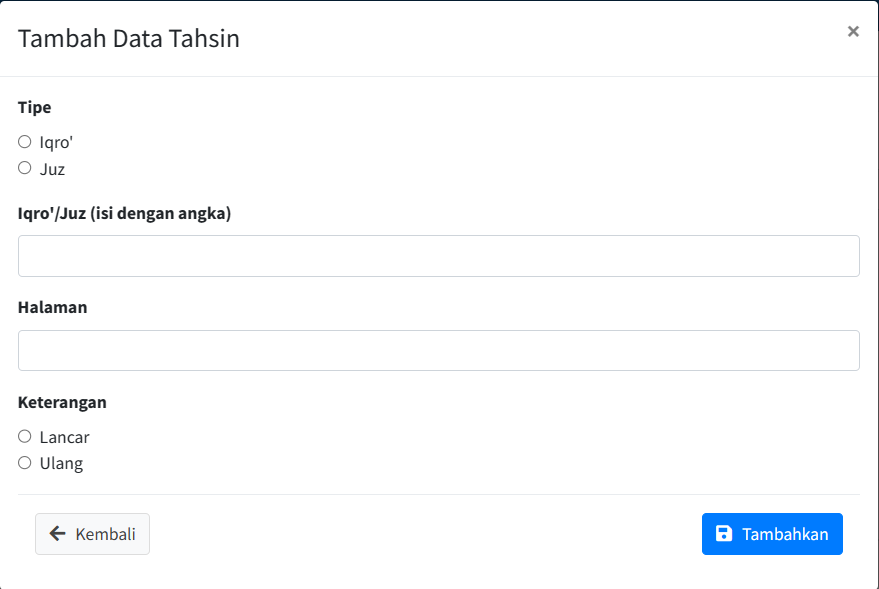 Tambah Data Tahsin ×
Tipe
Iqro'
Juz
Iqro'/Juz (isi dengan angka)
Halaman
Keterangan
Lancar
Ulang
Kembali
Tambahkan